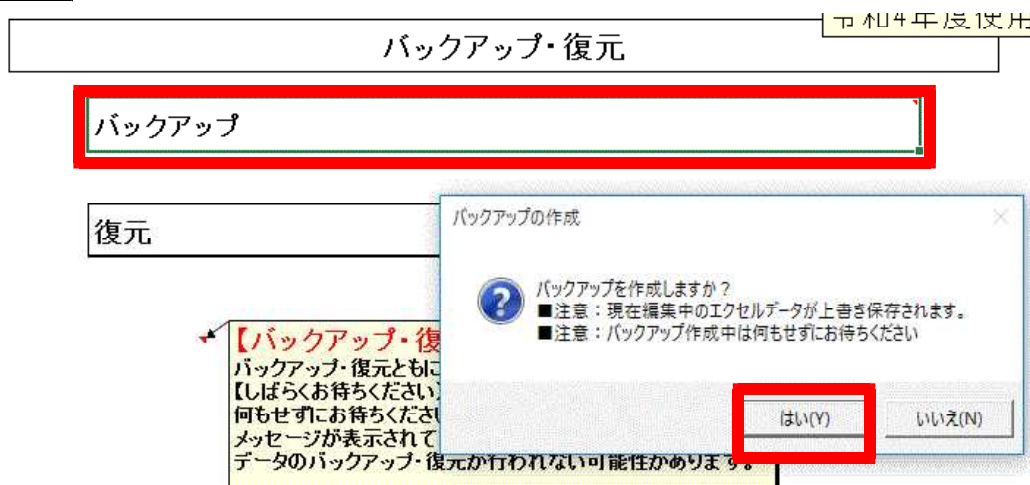 令和4年度使用
バックアップ・復元
バックアップ
復元
バックアップの作成
バックアップを作成しますか?
■注意:現在編集中のエクセルデータが上書き保存されます。
■注意:バックアップ作成中は何もせずにお待ちください
はい(Y)
いいえ(N)
【バックアップ・復
バックアップ・復元ともに
【しばらくお待ちください】
何もせずにお待ちくださ
メッセージが表示されて
データのバックアップ・復元が行われない可能性があります。